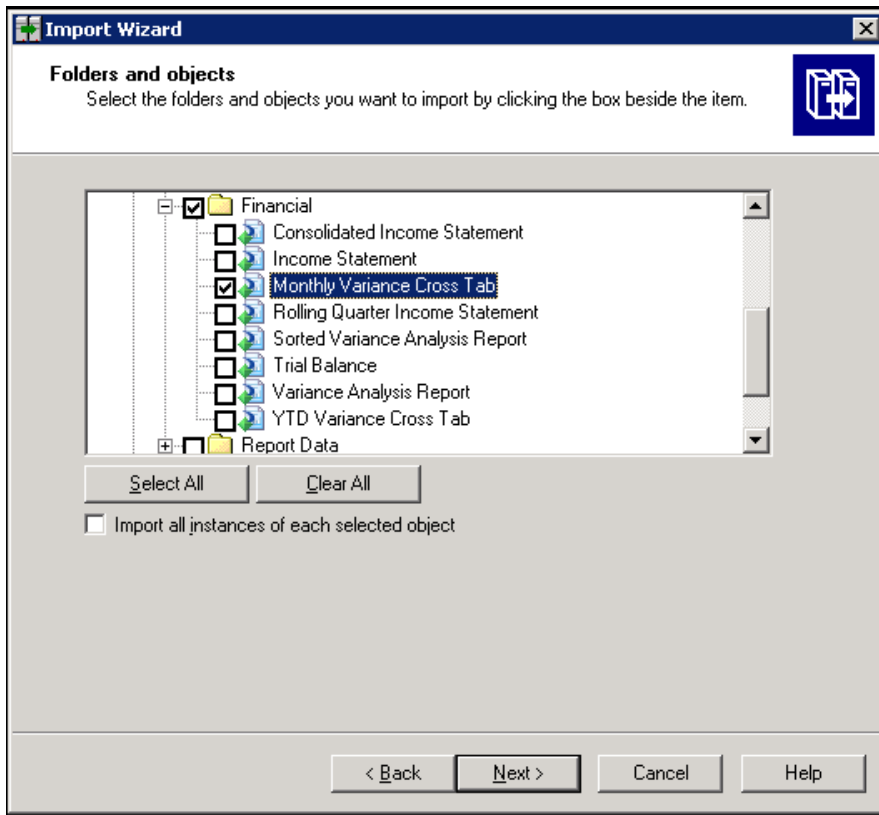 Import Wizard
Folders and objects
Select the folders and objects you want to import by clicking the box beside the item.
Financial
Consolidated Income Statement
Income Statement
Monthly Variance Cross Tab
Rolling Quarter Income Statement
Sorted Variance Analysis Report
Trial Balance
Variance Analysis Report
YTD Variance Cross Tab
Report Data
Select All Clear All
Import all instances of each selected object
< Back Next > Cancel Help